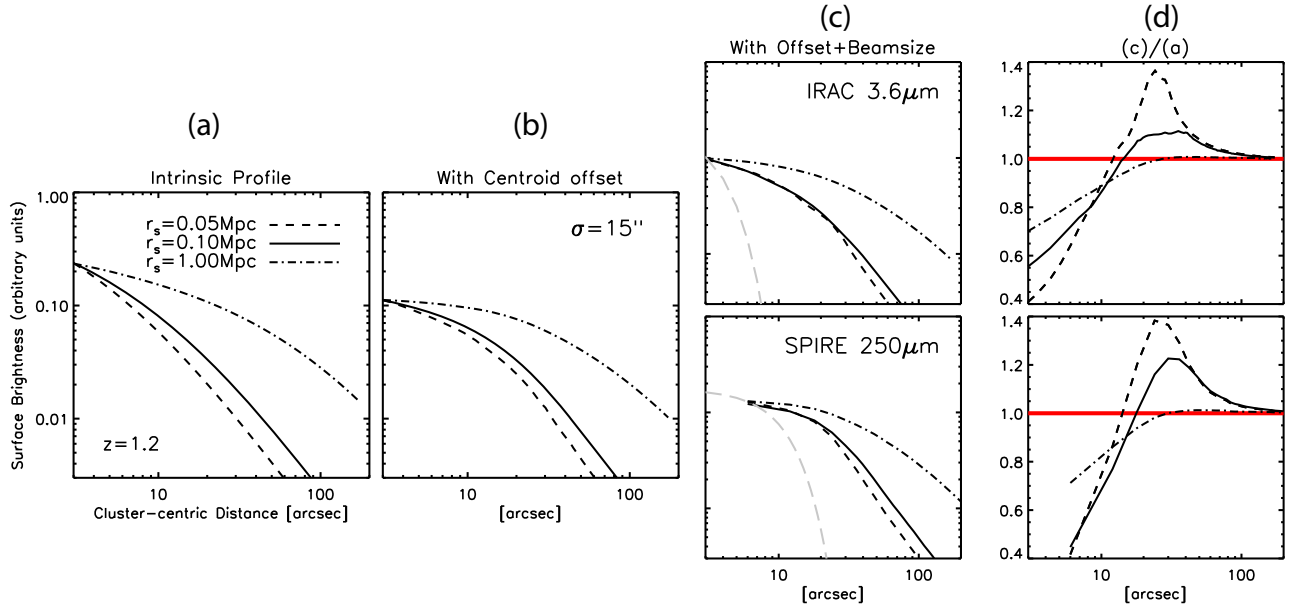 (a)
Intrinsic Profile
r_s=0.05Mpc
r_s=0.10Mpc
r_s=1.00Mpc
z=1.2
1.00
0.10
0.01
Surface Brightness (arbitrary units)
10
100
Cluster-centric Distance [arcsec]
(b)
With Centroid offset
σ=15"
10
100
[arcsec]
(c)
With Offset+Beamsize
IRAC 3.6μm
SPIRE 250μm
10
100
[arcsec]
(d)
(c)/(a)
1.4
1.2
1.0
0.8
0.6
0.4
1.4
1.2
1.0
0.8
0.6
0.4
10
100
[arcsec]